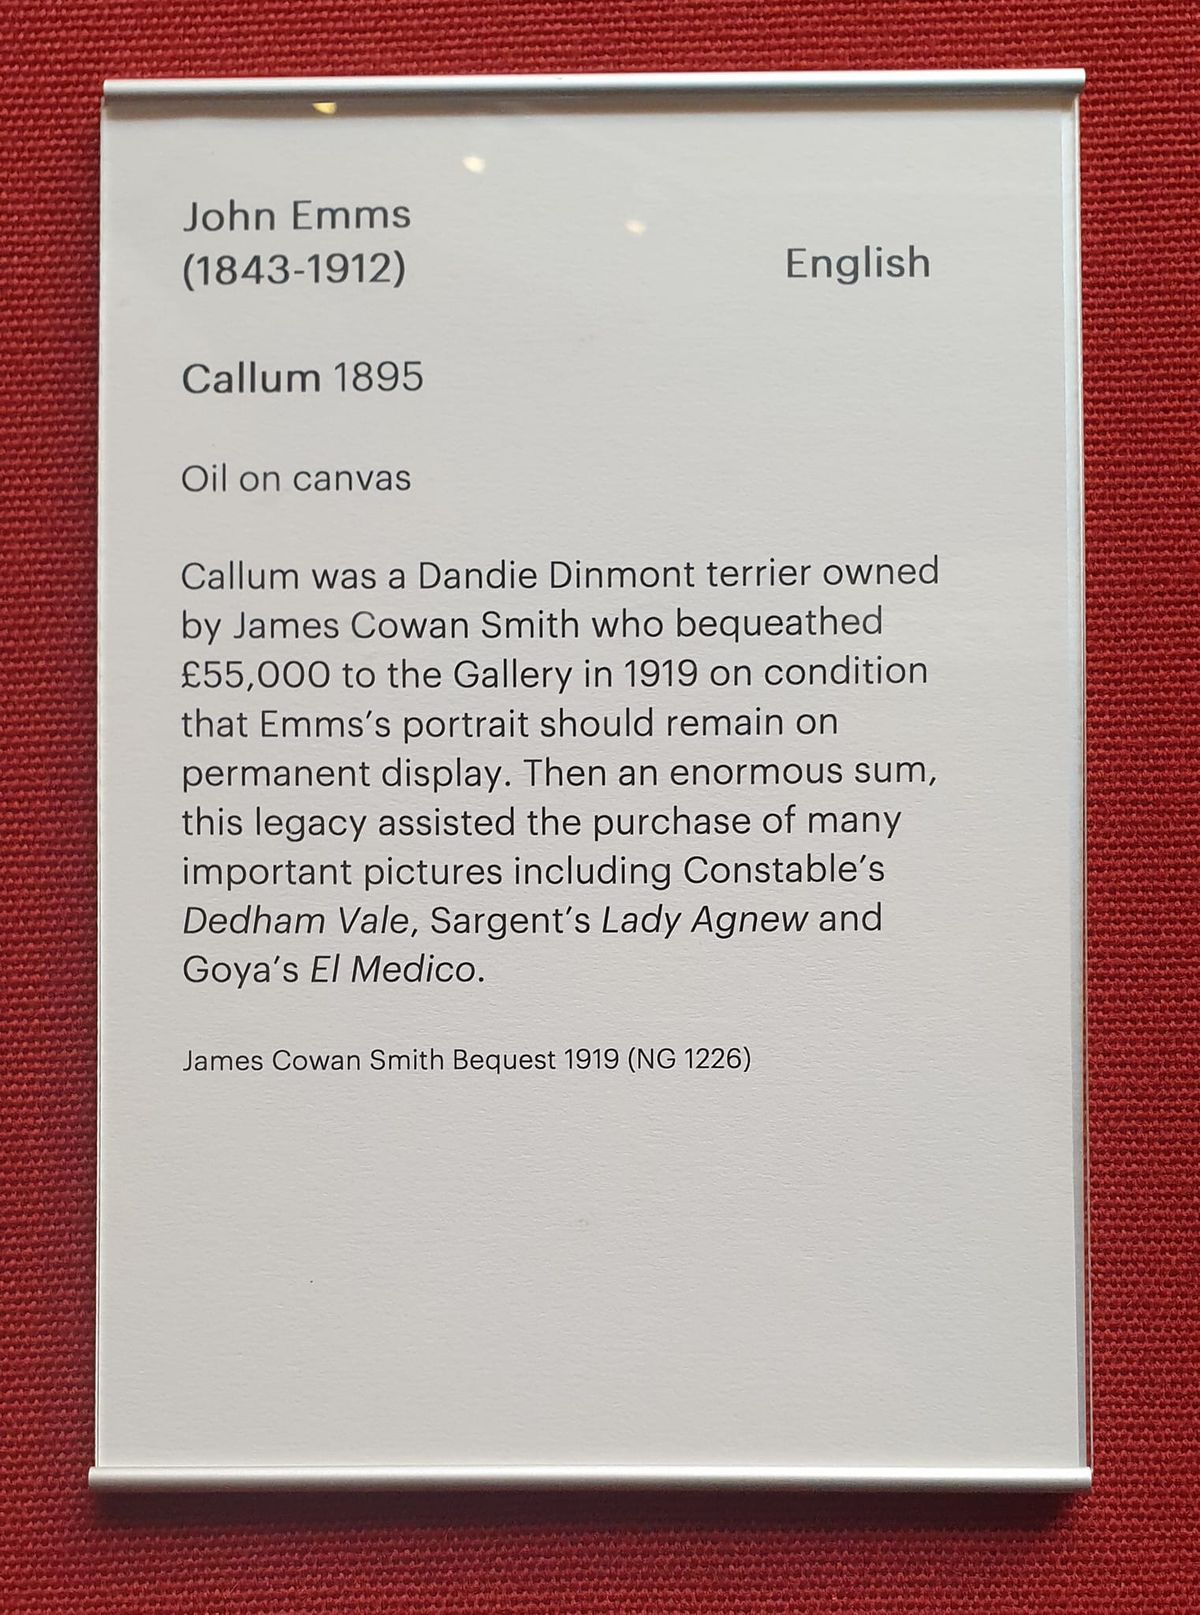 John Emms
(1843-1912)
English
Callum 1895
Oil on canvas
Callum was a Dandie Dinmont terrier owned
by James Cowan Smith who bequeathed
£55,000 to the Gallery in 1919 on condition
that Emms’s portrait should remain on
permanent display. Then an enormous sum,
this legacy assisted the purchase of many
important pictures including Constable’s
Dedham Vale, Sargent’s Lady Agnew and
Goya’s El Medico.
James Cowan Smith Bequest 1919 (NG 1226)